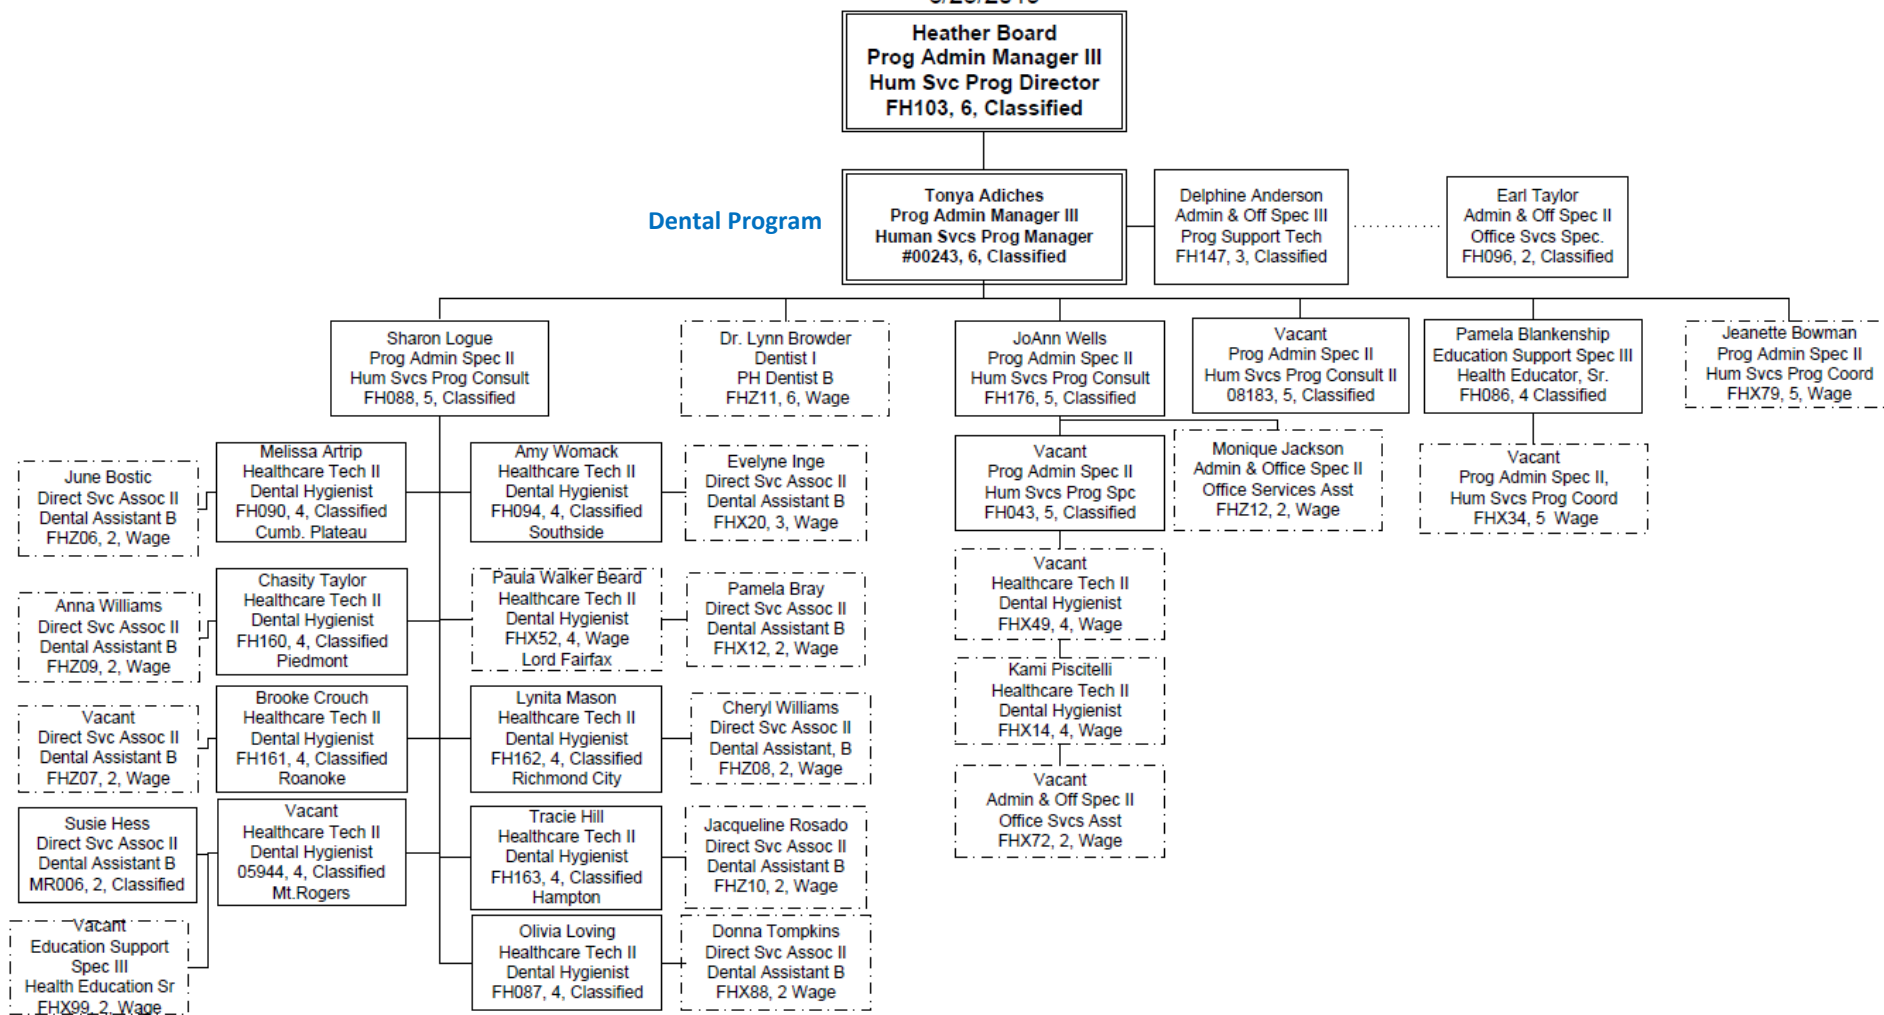 Heather Board
Prog Admin Manager III
Hum Svc Prog Director
FH103, 6, Classified
Dental Program
Tonya Adiches
Prog Admin Manager III
Human Svcs Prog Manager
#00243, 6, Classified
Delphine Anderson
Admin & Off Spec III
Prog Support Tech
FH147, 3, Classified
Earl Taylor
Admin & Off Spec II
Office Svcs Spec.
FH096, 2, Classified
Sharon Logue
Prog Admin Spec II
Hum Svcs Prog Consult
FH088, 5, Classified
Dr. Lynn Browder
Dentist I
PH Dentist B
FHZ11, 6, Wage
JoAnn Wells
Prog Admin Spec II
Hum Svcs Prog Consult
FH176, 5, Classified
Vacant
Prog Admin Spec II
Hum Svcs Prog Consult II
08183, 5, Classified
Pamela Blankenship
Education Support Spec III
Health Educator, Sr.
FH086, 4 Classified
Jeanette Bowman
Prog Admin Spec II
Hum Svcs Prog Coord
FHX79, 5, Wage
June Bostic
Direct Svc Assoc II
Dental Assistant B
FHZ06, 2, Wage
Melissa Artrip
Healthcare Tech II
Dental Hygienist
FH090, 4, Classified
Cumb. Plateau
Amy Womack
Healthcare Tech II
Dental Hygienist
FH094, 4, Classified
Southside
Evelyne Inge
Direct Svc Assoc II
Dental Assistant B
FHX20, 3, Wage
Vacant
Prog Admin Spec II
Hum Svcs Prog Spc
FH043, 5, Classified
Monique Jackson
Admin & Office Spec II
Office Services Asst
FHZ12, 2, Wage
Vacant
Prog Admin Spec II,
Hum Svcs Prog Coord
FHX34, 5 Wage
Anna Williams
Direct Svc Assoc II
Dental Assistant B
FHZ09, 2, Wage
Chasity Taylor
Healthcare Tech II
Dental Hygienist
FH160, 4, Classified
Piedmont
Paula Walker Beard
Healthcare Tech II
Dental Hygienist
FHX52, 4, Wage
Lord Fairfax
Pamela Bray
Direct Svc Assoc II
Dental Assistant B
FHX12, 2, Wage
Vacant
Healthcare Tech II
Dental Hygienist
FHX49, 4, Wage
Vacant
Direct Svc Assoc II
Dental Assistant B
FHZ07, 2, Wage
Brooke Crouch
Healthcare Tech II
Dental Hygienist
FH161, 4, Classified
Roanoke
Lynita Mason
Healthcare Tech II
Dental Hygienist
FH162, 4, Classified
Richmond City
Cheryl Williams
Direct Svc Assoc II
Dental Assistant, B
FHZ08, 2, Wage
Kami Piscitelli
Healthcare Tech II
Dental Hygienist
FHX14, 4, Wage
Susie Hess
Direct Svc Assoc II
Dental Assistant B
MR006, 2, Classified
Vacant
Healthcare Tech II
Dental Hygienist
05944, 4, Classified
Mt.Rogers
Tracie Hill
Healthcare Tech II
Dental Hygienist
FH163, 4, Classified
Hampton
Jacqueline Rosado
Direct Svc Assoc II
Dental Assistant B
FHZ10, 2, Wage
Vacant
Admin & Off Spec II
Office Svcs Asst
FHX72, 2, Wage
Vacant
Education Support
Spec III
Health Education Sr
FHX99, 2, Wage
Olivia Loving
Healthcare Tech II
Dental Hygienist
FH087, 4, Classified
Donna Tompkins
Direct Svc Assoc II
Dental Assistant B
FHX88, 2 Wage